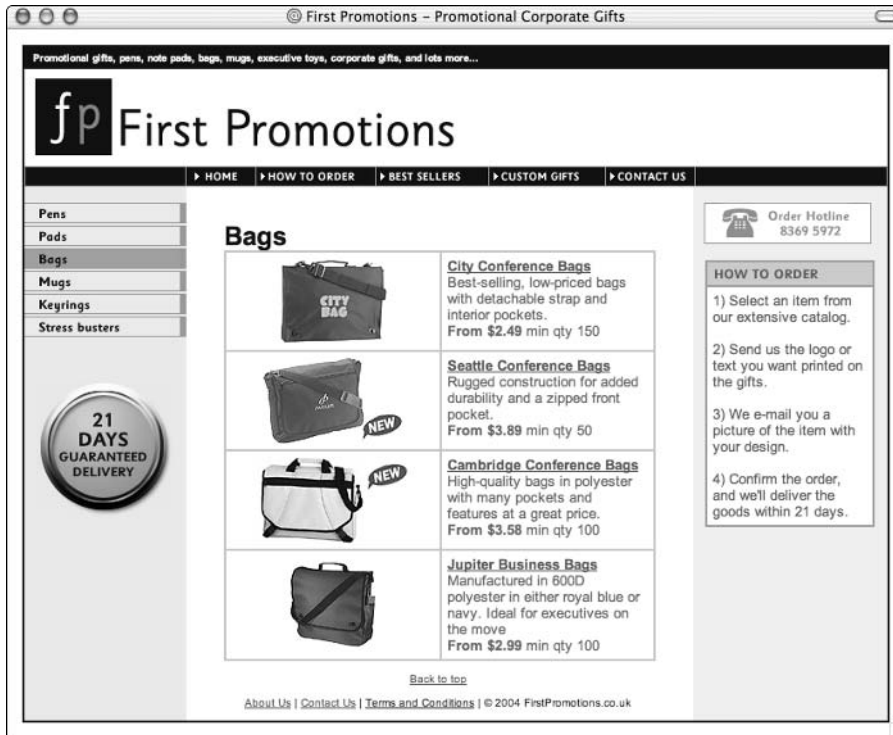 @ First Promotions – Promotional Corporate Gifts
Promotional gifts, pens, note pads, bags, mugs, executive toys, corporate gifts, and lots more...
fp First Promotions
HOME HOW TO ORDER BEST SELLERS CUSTOM GIFTS CONTACT US
Pens
Pads
Bags
Mugs
Keyrings
Stress busters
21
DAYS
GUARANTEED
DELIVERY
Bags
CITY
BAG
City Conference Bags
Best-selling, low-priced bags
with detachable strap and
interior pockets.
From $2.49 min qty 150
NEW
Seattle Conference Bags
Rugged construction for added
durability and a zipped front
pocket.
From $3.89 min qty 50
NEW
Cambridge Conference Bags
High-quality bags in polyester
with many pockets and
features at a great price.
From $3.58 min qty 100
Jupiter Business Bags
Manufactured in 600D
polyester in either royal blue or
navy. Ideal for executives on
the move
From $2.99 min qty 100
Back to top
About Us | Contact Us | Terms and Conditions | © 2004 FirstPromotions.co.uk
Order Hotline
8369 5972
HOW TO ORDER
1) Select an item from
our extensive catalog.
2) Send us the logo or
text you want printed on
the gifts.
3) We e-mail you a
picture of the item with
your design.
4) Confirm the order,
and we'll deliver the
goods within 21 days.